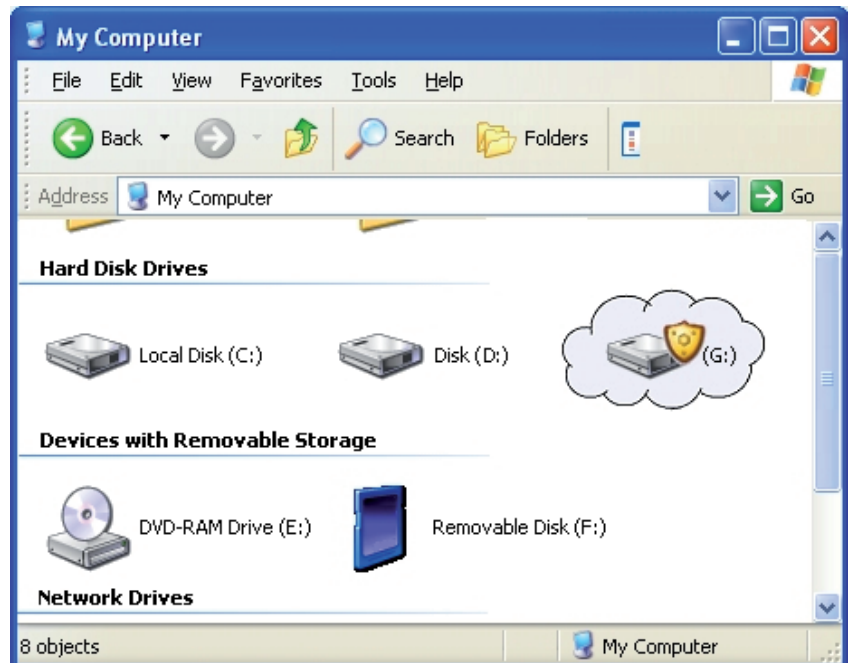 My Computer
File Edit View Favorites Tools Help
Back Search Folders
Address My Computer Go
Hard Disk Drives
Local Disk (C:) Disk (D:) (G:)
Devices with Removable Storage
DVD-RAM Drive (E:) Removable Disk (F:)
Network Drives
8 objects My Computer